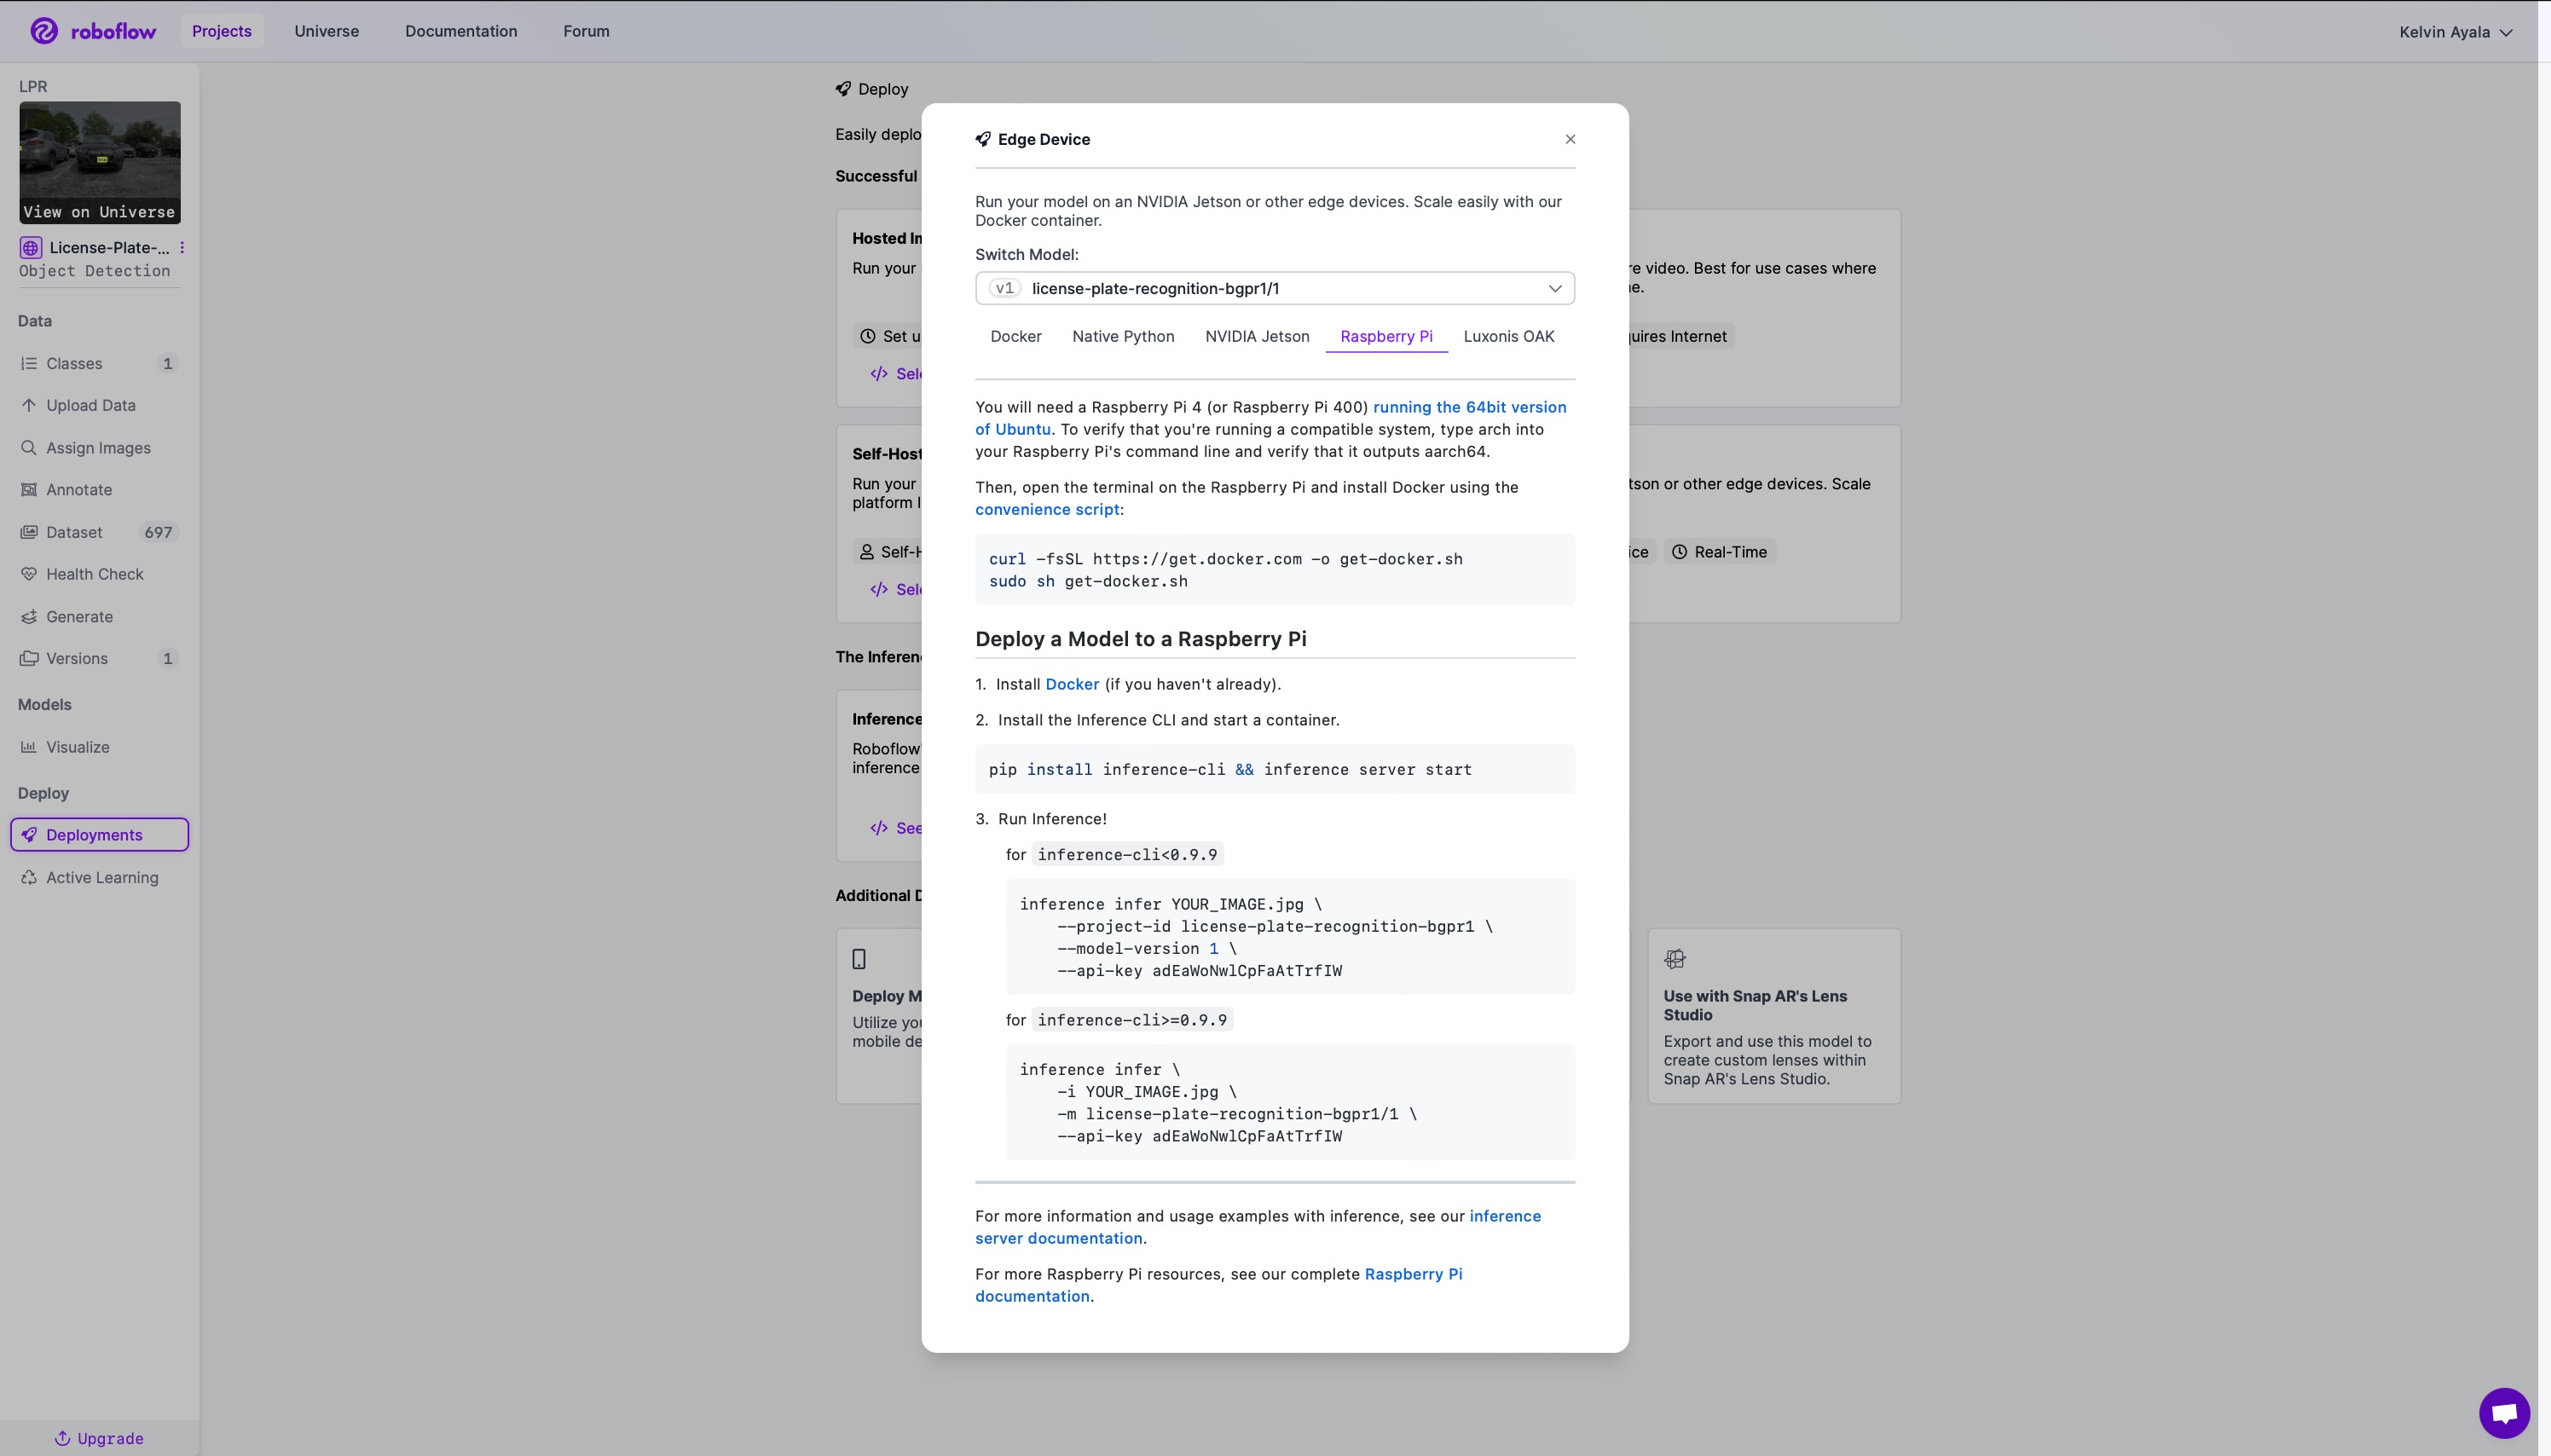 roboflow
Projects
Universe
Documentation
Forum
Kelvin Ayala
LPR
View on Universe
License-Plate-...
Object Detection
Data
Classes 1
Upload Data
Assign Images
Annotate
Dataset 697
Health Check
Generate
Versions 1
Models
Visualize
Deploy
Deployments
Active Learning
Upgrade
Deploy
Easily deplo
Successful
Hosted In
Run your
Set u
Sele
re video. Best for use cases where
ne.
quires Internet
Self-Host
Run your
platform l
Self-H
Sele
tson or other edge devices. Scale
ice
Real-Time
The Inferen
Inference
Roboflow'
inference
See
Additional D
Deploy M
Utilize you
mobile de
Use with Snap AR's Lens
Studio
Export and use this model to
create custom lenses within
Snap AR's Lens Studio.
Edge Device
Run your model on an NVIDIA Jetson or other edge devices. Scale easily with our
Docker container.
Switch Model:
v1 license-plate-recognition-bgpr1/1
Docker
Native Python
NVIDIA Jetson
Raspberry Pi
Luxonis OAK
You will need a Raspberry Pi 4 (or Raspberry Pi 400) running the 64bit version
of Ubuntu. To verify that you're running a compatible system, type arch into
your Raspberry Pi's command line and verify that it outputs aarch64.
Then, open the terminal on the Raspberry Pi and install Docker using the
convenience script:
curl -fsSL https://get.docker.com -o get-docker.sh
sudo sh get-docker.sh
Deploy a Model to a Raspberry Pi
1. Install Docker (if you haven't already).
2. Install the Inference CLI and start a container.
pip install inference-cli && inference server start
3. Run Inference!
for inference-cli<0.9.9
inference infer YOUR_IMAGE.jpg \
--project-id license-plate-recognition-bgpr1 \
--model-version 1 \
--api-key adEaWoNwlCpFaAtTrfIW
for inference-cli>=0.9.9
inference infer \
-i YOUR_IMAGE.jpg \
-m license-plate-recognition-bgpr1/1 \
--api-key adEaWoNwlCpFaAtTrfIW
For more information and usage examples with inference, see our inference
server documentation.
For more Raspberry Pi resources, see our complete Raspberry Pi
documentation.